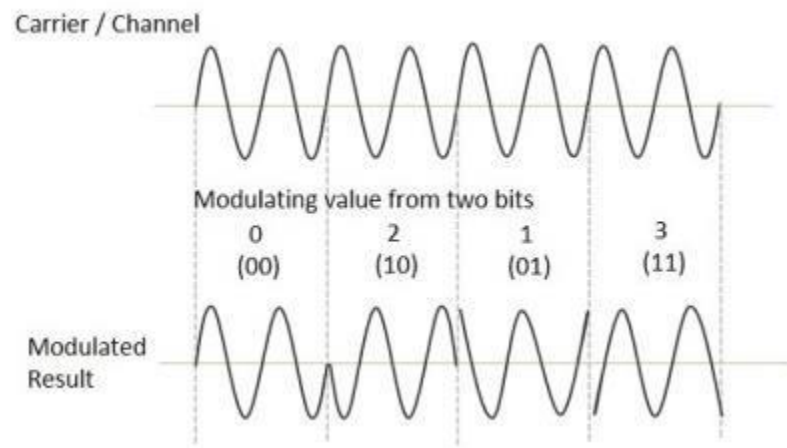 Carrier / Channel
Modulating value from two bits
0 2 1 3
(00) (10) (01) (11)
Modulated
Result